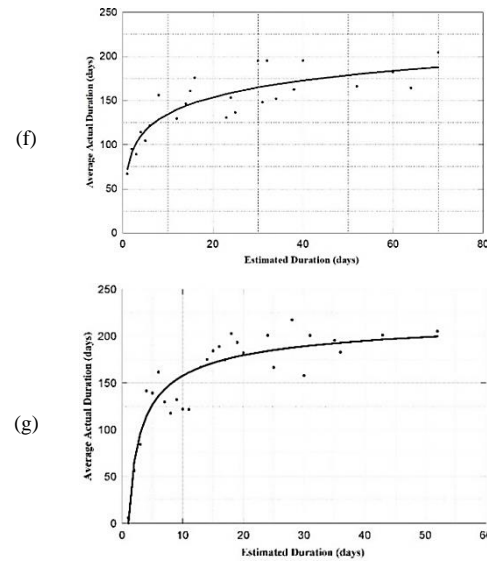 (f)
Average Actual Duration (days)
250
200
150
100
50
0
0 20 40 60 80
Estimated Duration (days)
(g)
Average Actual Duration (days)
250
200
150
100
50
0
0 10 20 30 40 50 60
Estimated Duration (days)